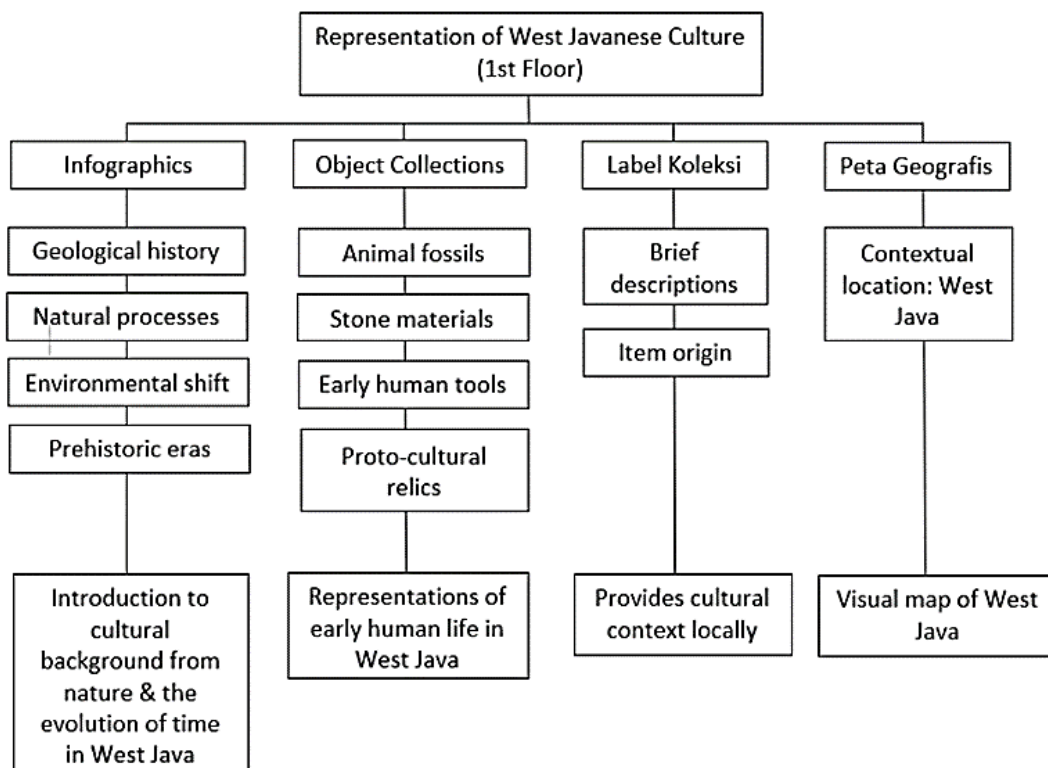 Representation of West Javanese Culture
(1st Floor)
Infographics
Geological history
Natural processes
Environmental shift
Prehistoric eras
Introduction to
cultural
background from
nature & the
evolution of time
in West Java
Object Collections
Animal fossils
Stone materials
Early human tools
Proto-cultural
relics
Representations of
early human life in
West Java
Label Koleksi
Brief
descriptions
Item origin
Provides cultural
context locally
Peta Geografis
Contextual
location: West
Java
Visual map of West
Java